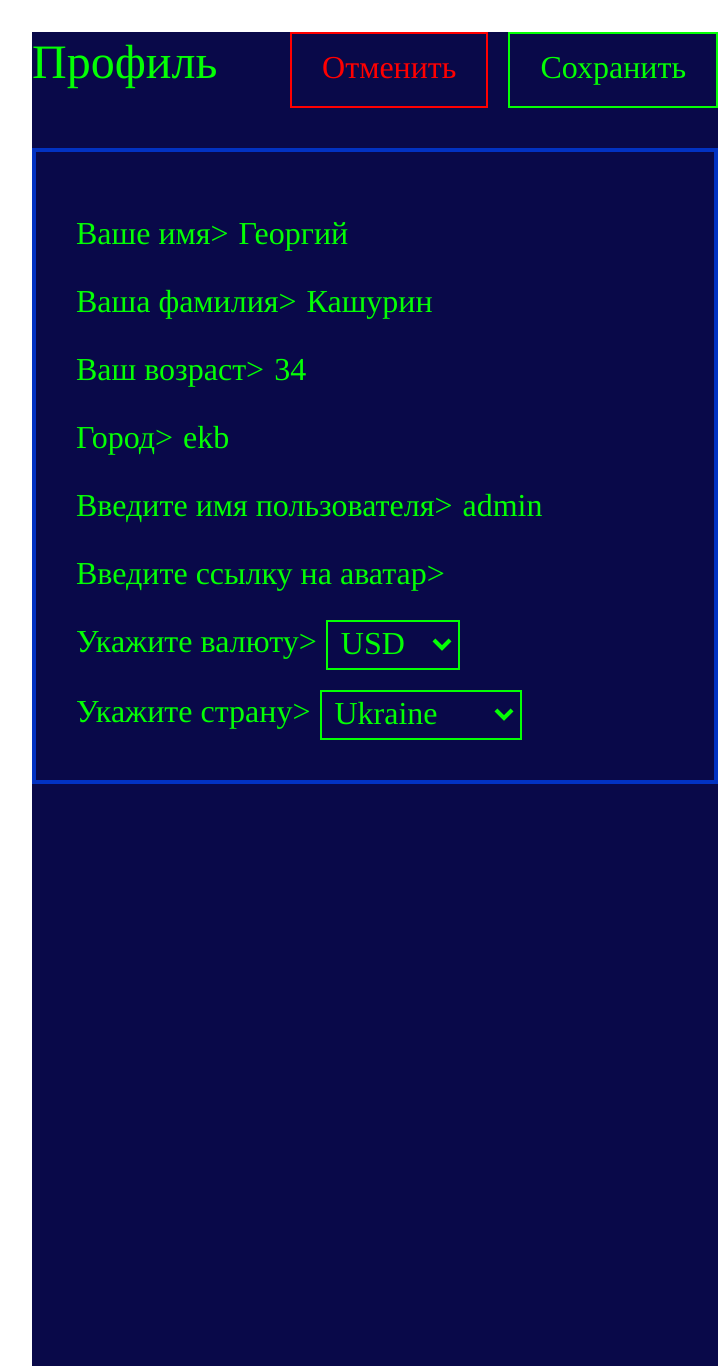 Профиль Отменить Сохранить
Ваше имя> Георгий
Ваша фамилия> Кашурин
Ваш возраст> 34
Город> ekb
Введите имя пользователя> admin
Введите ссылку на аватар>
Укажите валюту> USD
Укажите страну> Ukraine